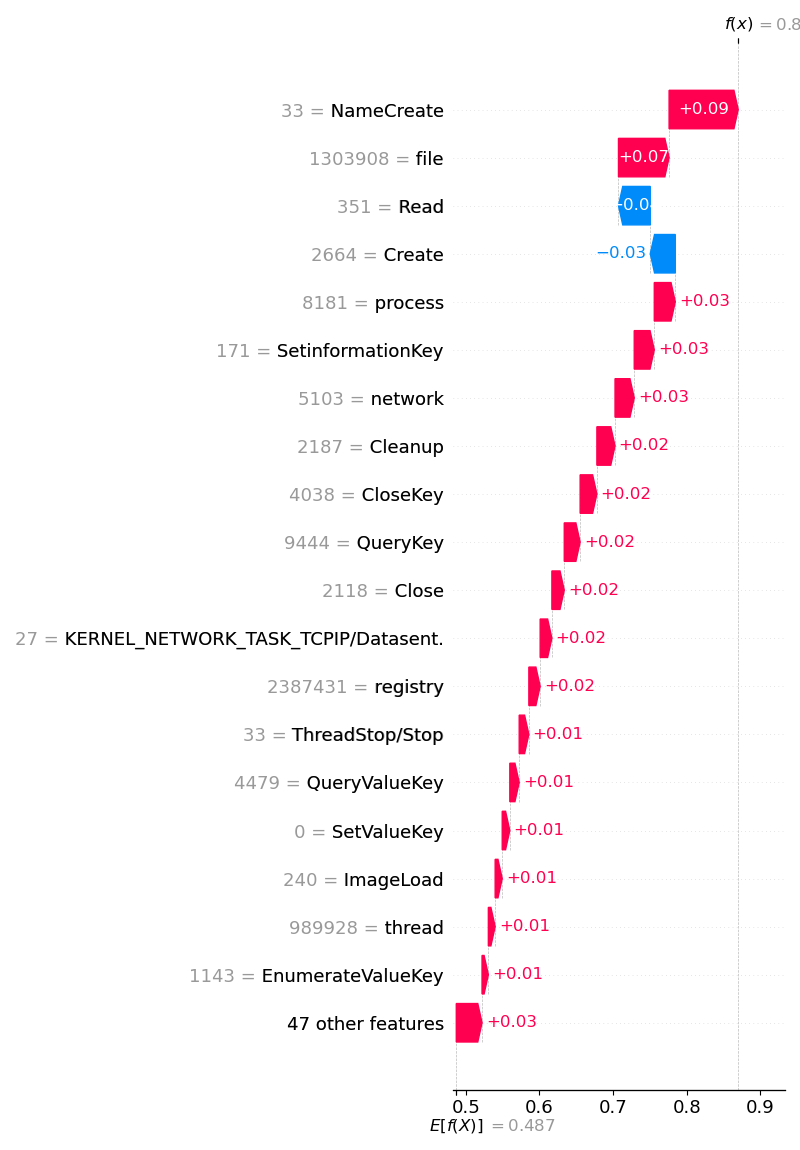 f(x) = 0.8
33 = NameCreate +0.09
1303908 = file +0.07
351 = Read −0.0
2664 = Create −0.03
8181 = process +0.03
171 = SetinformationKey +0.03
5103 = network +0.03
2187 = Cleanup +0.02
4038 = CloseKey +0.02
9444 = QueryKey +0.02
2118 = Close +0.02
27 = KERNEL_NETWORK_TASK_TCPIP/Datasent. +0.02
2387431 = registry +0.02
33 = ThreadStop/Stop +0.01
4479 = QueryValueKey +0.01
0 = SetValueKey +0.01
240 = ImageLoad +0.01
989928 = thread +0.01
1143 = EnumerateValueKey +0.01
47 other features +0.03
0.5 0.6 0.7 0.8 0.9
E[f(X)] = 0.487